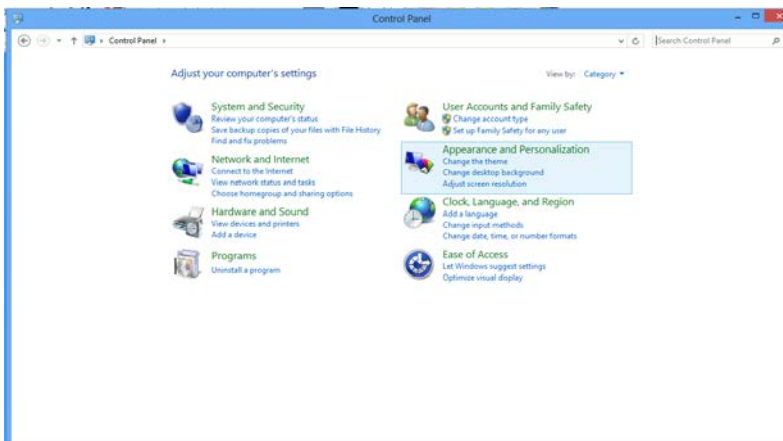 Control Panel
Control Panel
Search Control Panel
Adjust your computer's settings
View by: Category
System and Security
Review your computer's status
Save backup copies of your files with File History
Find and fix problems
Network and Internet
Connect to the Internet
View network status and tasks
Choose homegroup and sharing options
Hardware and Sound
View devices and printers
Add a device
Programs
Uninstall a program
User Accounts and Family Safety
Change account type
Set up Family Safety for any user
Appearance and Personalization
Change the theme
Change desktop background
Adjust screen resolution
Clock, Language, and Region
Add a language
Change input methods
Change date, time, or number formats
Ease of Access
Let Windows suggest settings
Optimize visual display